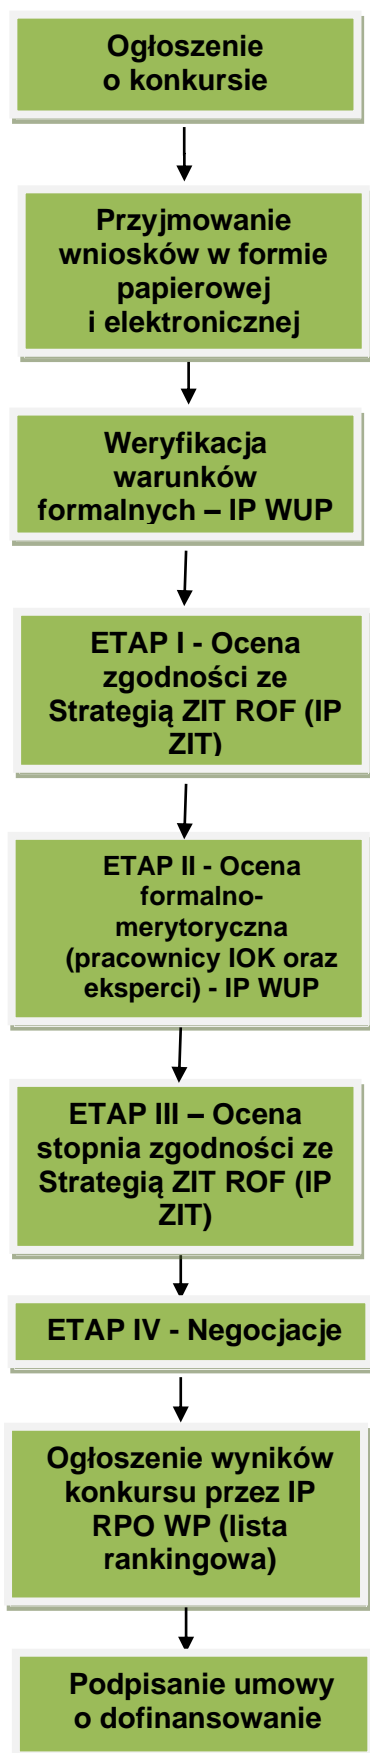 Ogłoszenie
o konkursie
Przyjmowanie
wniosków w formie
papierowej
i elektronicznej
Weryfikacja
warunków
formalnych – IP WUP
ETAP I - Ocena
zgodności ze
Strategią ZIT ROF (IP
ZIT)
ETAP II - Ocena
formalno-
merytoryczna
(pracownicy IOK oraz
eksperci) - IP WUP
ETAP III – Ocena
stopnia zgodności ze
Strategią ZIT ROF (IP
ZIT)
ETAP IV - Negocjacje
Ogłoszenie wyników
konkursu przez IP
RPO WP (lista
rankingowa)
Podpisanie umowy
o dofinansowanie